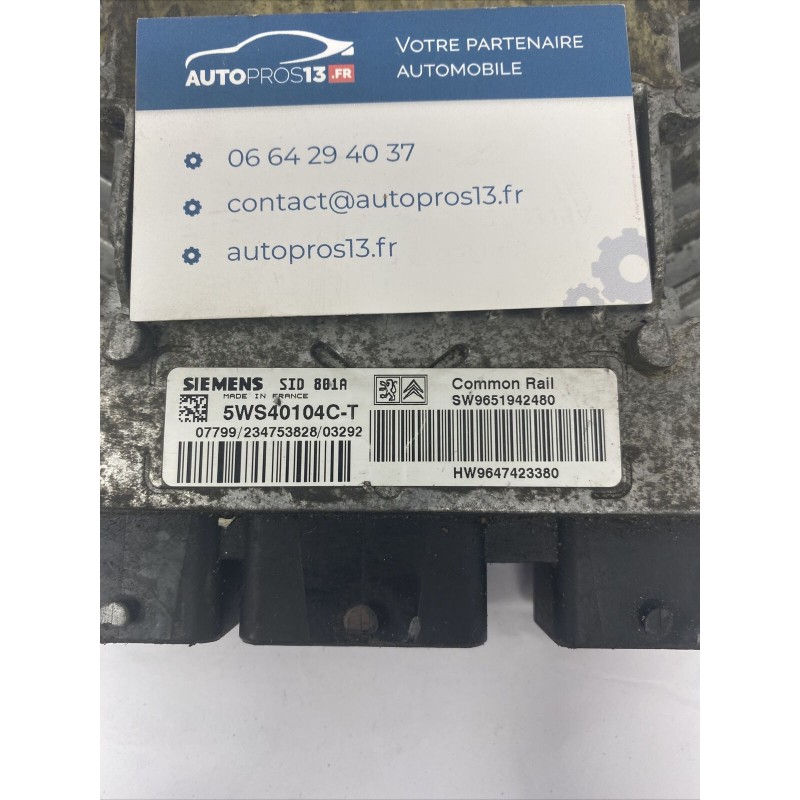 AUTOPROS13.FR
VOTRE PARTENAIRE
AUTOMOBILE
06 64 29 40 37
contact@autopros13.fr
autopros13.fr
SIEMENS SID 801A
MADE IN FRANCE
5WS40104C-T
07799/234753828/03292
Common Rail
SW9651942480
HW9647423380